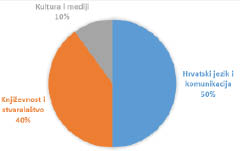 Kultura i mediji
10%
Hrvatski jezik i
komunikacija
50%
Književnost i
stvaralaštvo
40%